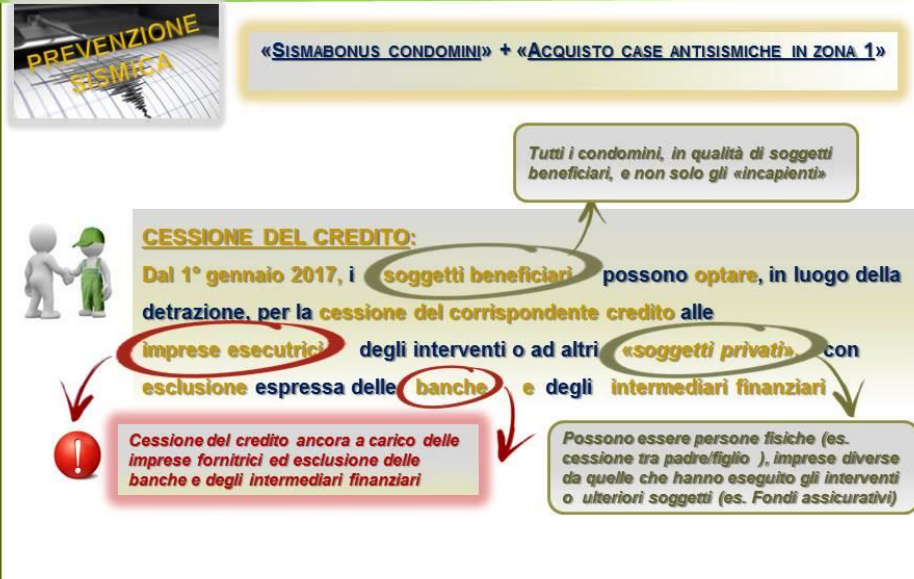 PREVENZIONE
SISMICA
«SISMABONUS CONDOMINI» + «ACQUISTO CASE ANTISISMICHE IN ZONA 1»
Tutti i condomini, in qualità di soggetti
beneficiari, e non solo gli «incapienti»
CESSIONE DEL CREDITO:
Dal 1° gennaio 2017, i soggetti beneficiari possono optare, in luogo della
detrazione, per la cessione del corrispondente credito alle
imprese esecutrici degli interventi o ad altri «soggetti privati», con
esclusione espressa delle banche e degli intermediari finanziari
Cessione del credito ancora a carico delle
imprese fornitrici ed esclusione delle
banche e degli intermediari finanziari
Possono essere persone fisiche (es.
cessione tra padre/figlio ), imprese diverse
da quelle che hanno eseguito gli interventi
o ulteriori soggetti (es. Fondi assicurativi)